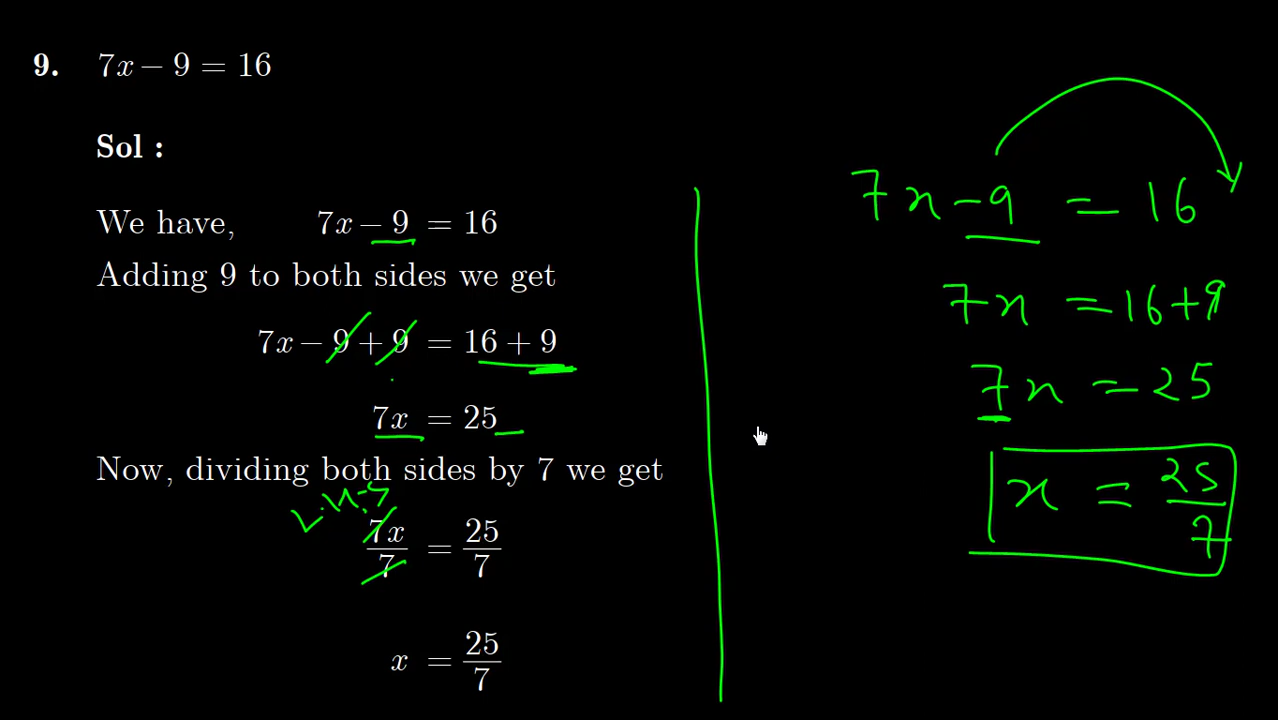 9. 7x − 9 = 16
Sol :
We have, 7x − 9 = 16
Adding 9 to both sides we get
7x − 9 + 9 = 16 + 9
7x = 25
Now, dividing both sides by 7 we get
7x/7 = 25/7
x = 25/7
7x − 9 = 16
7x = 16+9
7x = 25
x = 25/7